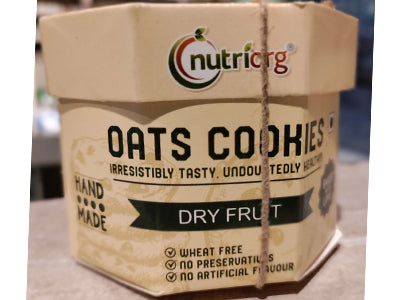 nutriorg®
OATS COOKIES
IRRESISTIBLY TASTY, UNDOUBTEDLY HEALTHY
HAND
MADE
DRY FRUIT
WHEAT FREE
NO PRESERVATIVES
NO ARTIFICIAL FLAVOUR